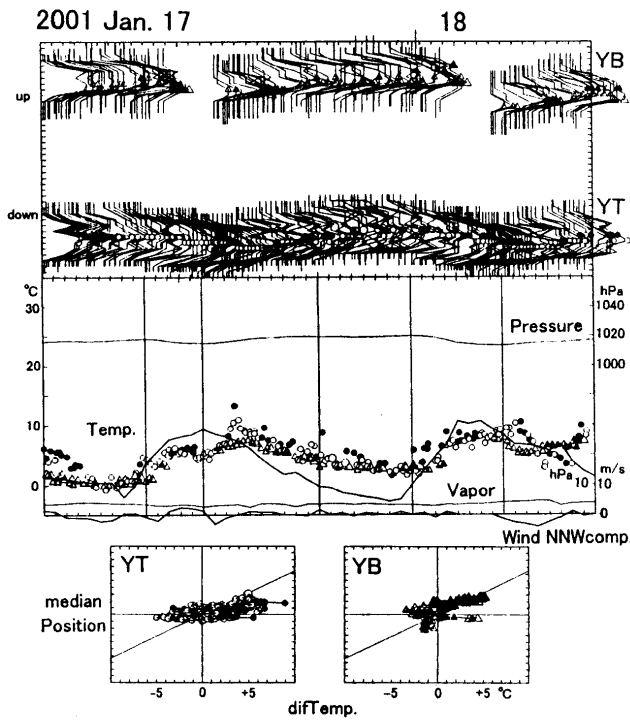 2001 Jan. 17 18
YB
up
down
YT
°C
hPa
30
1040
Pressure
1020
20
1000
10
Temp.
hPa 10
m/s
10
0
Vapor
0
Wind NNWcomp.
YT
YB
median
Position
-5 0 +5
-5 0 +5 °C
difTemp.